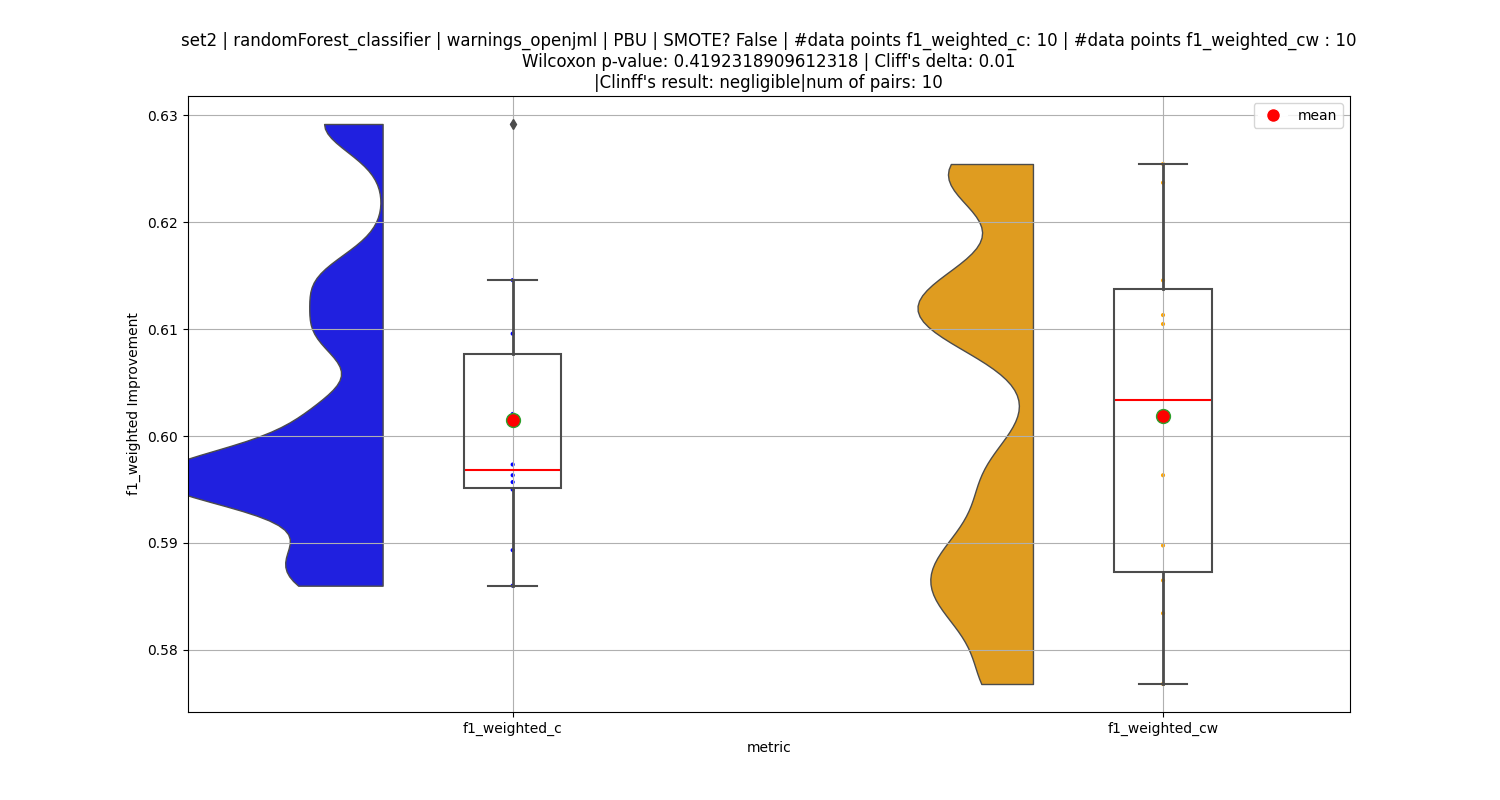 set2 | randomForest_classifier | warnings_openjml | PBU | SMOTE? False | #data points f1_weighted_c: 10 | #data points f1_weighted_cw : 10
Wilcoxon p-value: 0.4192318909612318 | Cliff's delta: 0.01
|Clinff's result: negligible|num of pairs: 10
mean
0.63
0.62
0.61
0.60
0.59
0.58
f1_weighted Improvement
f1_weighted_c
f1_weighted_cw
metric